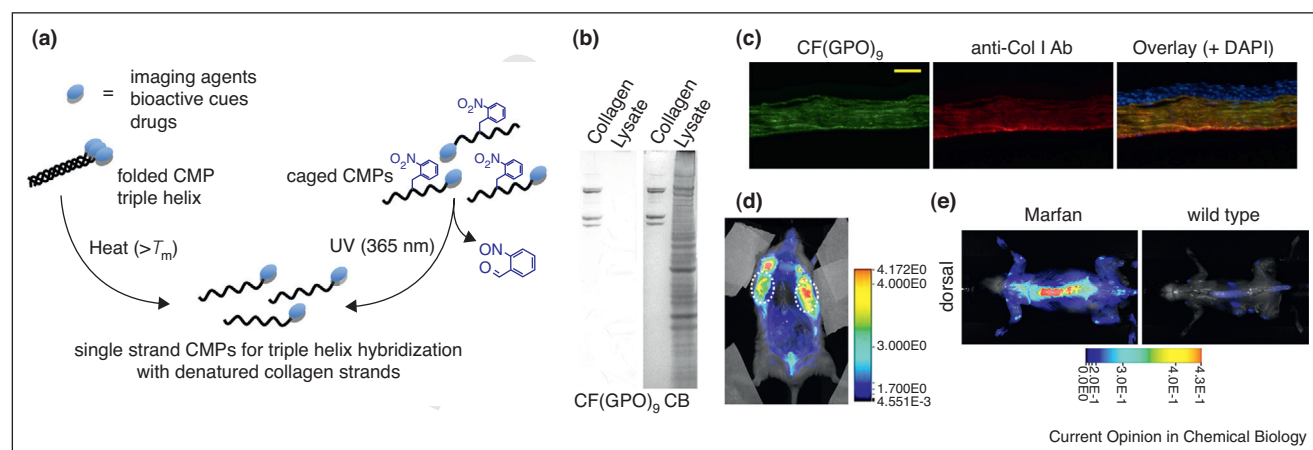 (a)
=
imaging agents
bioactive cues
drugs
folded CMP
triple helix
Heat (>Tm)
O2N
O2N
O2N
caged CMPs
UV (365 nm)
ON
O
single strand CMPs for triple helix hybridization
with denatured collagen strands
(b)
Collagen
Lysate
Collagen
Lysate
CF(GPO)9 CB
(c)
CF(GPO)9
anti-Col I Ab
Overlay (+ DAPI)
(d)
4.172E0
4.000E0
3.000E0
1.700E0
4.551E-3
(e)
Marfan
wild type
dorsal
0.0E0
2.0E-1
3.0E-1
4.0E-1
4.3E-1
Current Opinion in Chemical Biology